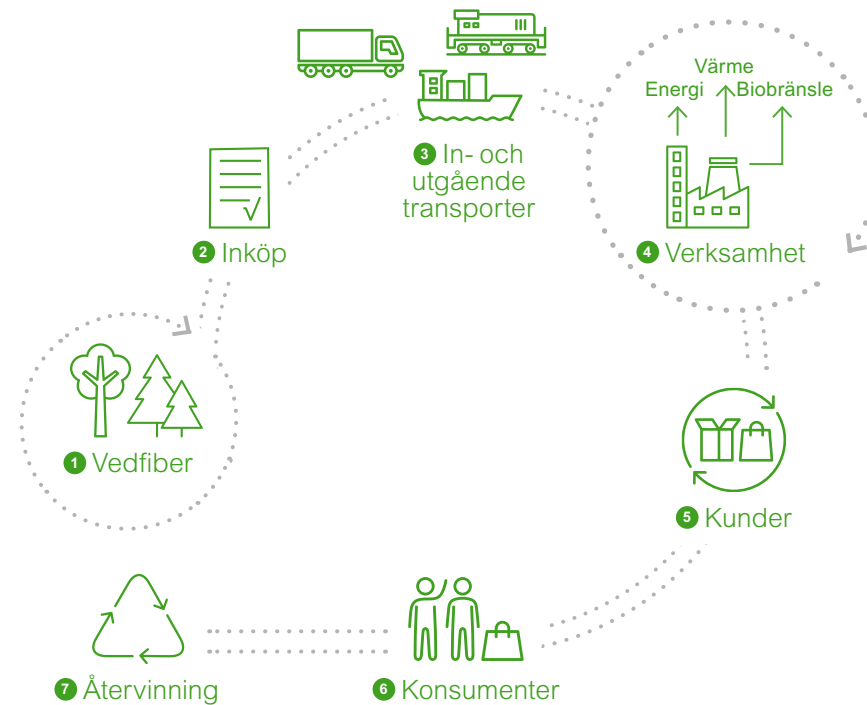 Värme
Energi Biobränsle
3 In- och
utgående
transporter
2 Inköp
4 Verksamhet
1 Vedfiber
5 Kunder
7 Återvinning
6 Konsumenter